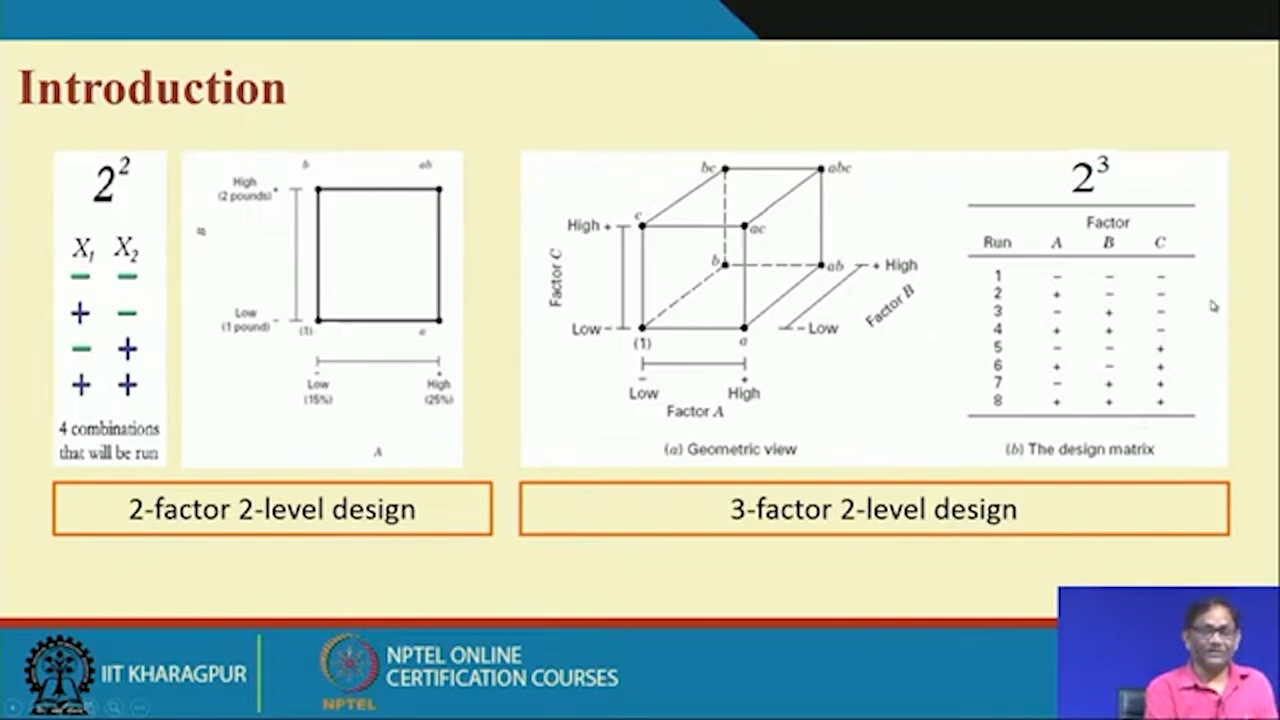 Introduction
2²
X₁ X₂
− −
+ −
− +
+ +
4 combinations
that will be run
b ab
High
(2 pounds)
B
Low
(1 pound)
(1) a
− +
Low High
(15%) (25%)
A
2-factor 2-level design
bc abc
c ac
High +
Factor C
b ab
+ High
Factor B
Low −
− Low
(1) a
− +
Low High
Factor A
(a) Geometric view
2³
Factor
Run A B C
1 − − −
2 + − −
3 − + −
4 + + −
5 − − +
6 + − +
7 − + +
8 + + +
(b) The design matrix
3-factor 2-level design
IIT KHARAGPUR
NPTEL
NPTEL ONLINE
CERTIFICATION COURSES